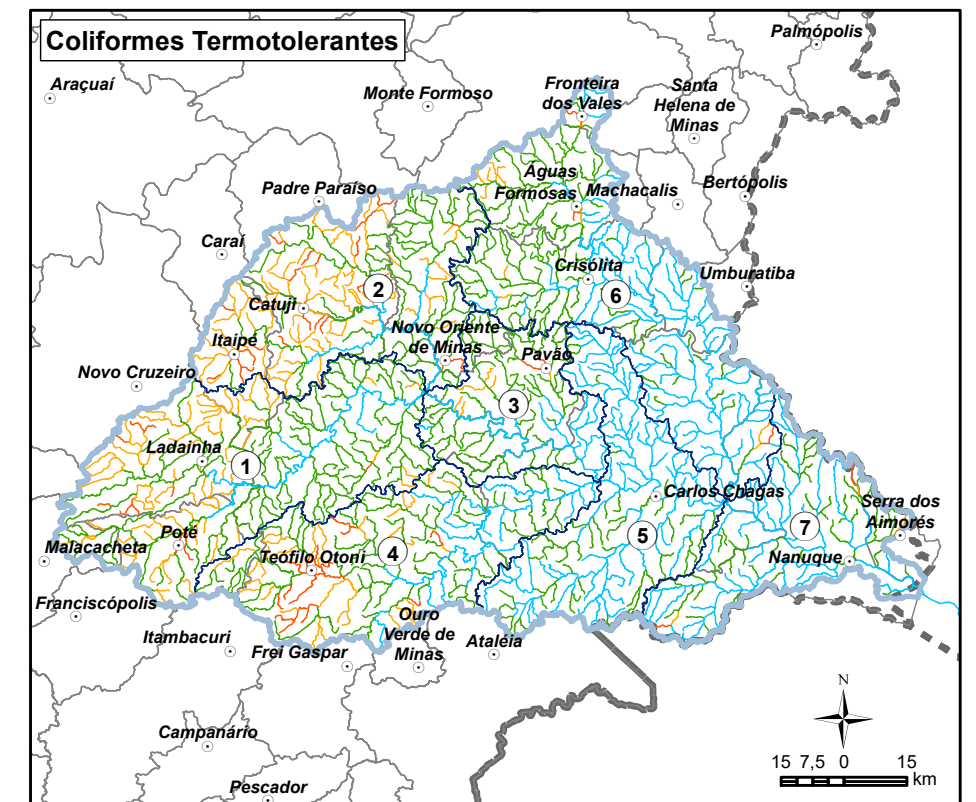 Coliformes Termotolerantes
Palmópolis
Araçuaí
Monte Formoso
Fronteira
dos Vales
Santa
Helena de
Minas
Águas
Formosas
Machacalis
Bertópolis
Padre Paraíso
Caraí
Crisólita
Umburatiba
2
6
Catuji
Itaipé
Novo Oriente
de Minas
Pavão
Novo Cruzeiro
3
Ladainha
1
Carlos Chagas
Serra dos
Aimorés
Poté
Malacacheta
Teófilo Otoni
4
5
7
Nanuque
Franciscópolis
Itambacuri
Frei Gaspar
Ouro
Verde de
Minas
Ataléia
Campanário
Pescador
N
15 7,5 0 15
km